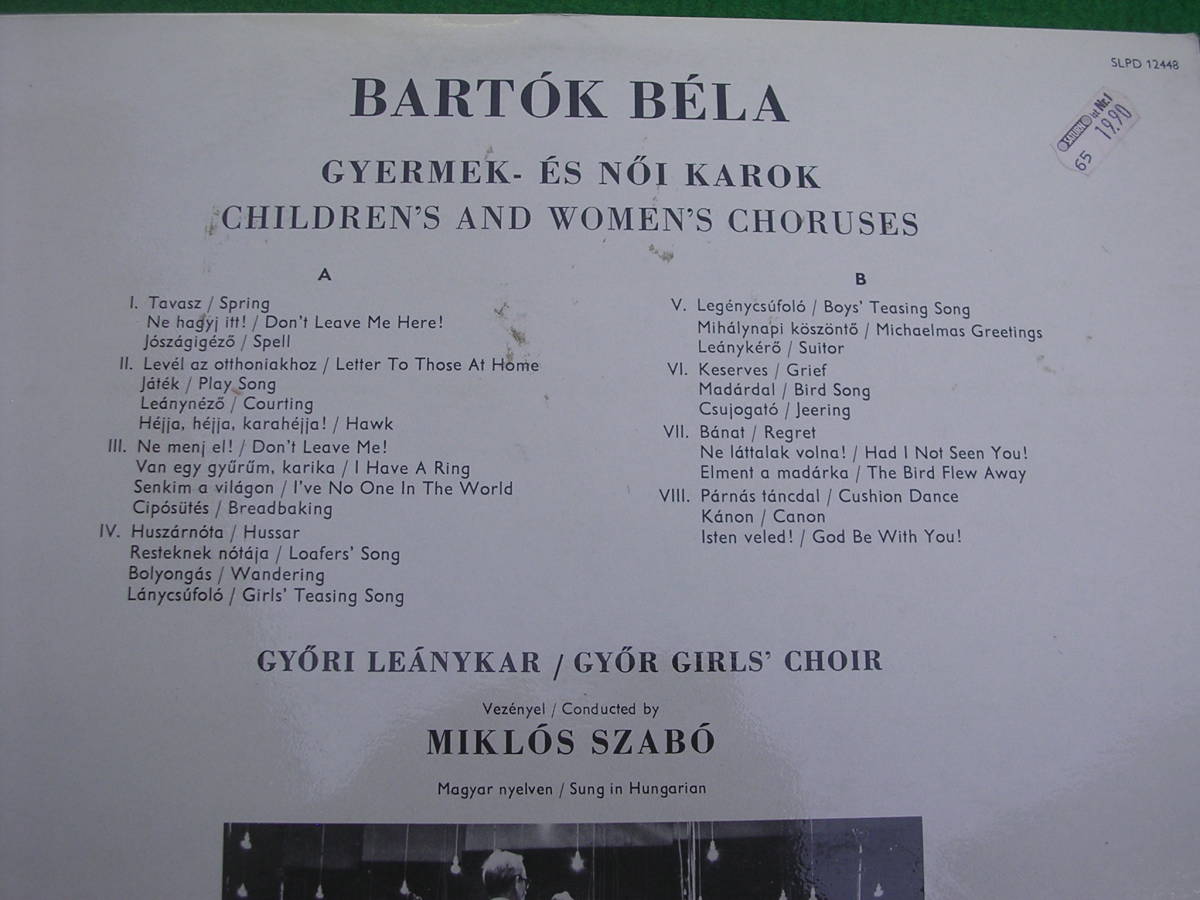 SLPD 12448
SATURN ist Nr.1
65 19.90
BARTÓK BÉLA
GYERMEK- ÉS NŐI KAROK
CHILDREN'S AND WOMEN'S CHORUSES
A
I. Tavasz / Spring
Ne hagyj itt! / Don't Leave Me Here!
Jószágigéző / Spell
II. Levél az otthoniakhoz / Letter To Those At Home
Játék / Play Song
Leánynéző / Courting
Héjja, héjja, karahéjja! / Hawk
III. Ne menj el! / Don't Leave Me!
Van egy gyűrűm, karika / I Have A Ring
Senkim a világon / I've No One In The World
Cipósütés / Breadbaking
IV. Huszárnóta / Hussar
Resteknek nótája / Loafers' Song
Bolyongás / Wandering
Lánycsúfoló / Girls' Teasing Song
B
V. Legénycsúfoló / Boys' Teasing Song
Mihálynapi köszöntő / Michaelmas Greetings
Leánykérő / Suitor
VI. Keserves / Grief
Madárdal / Bird Song
Csujogató / Jeering
VII. Bánat / Regret
Ne láttalak volna! / Had I Not Seen You!
Elment a madárka / The Bird Flew Away
VIII. Párnás táncdal / Cushion Dance
Kánon / Canon
Isten veled! / God Be With You!
GYŐRI LEÁNYKAR / GYŐR GIRLS' CHOIR
Vezényel / Conducted by
MIKLÓS SZABÓ
Magyar nyelven / Sung in Hungarian